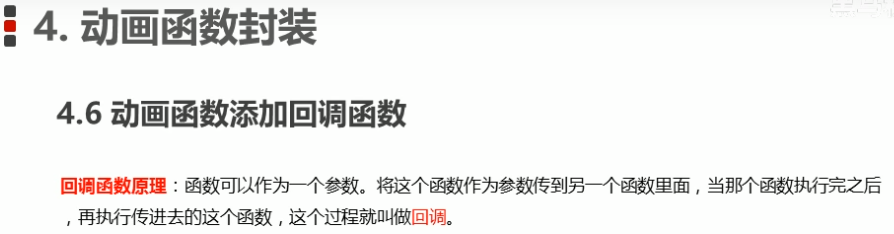 4. 动画函数封装
4.6 动画函数添加回调函数
回调函数原理：函数可以作为一个参数。将这个函数作为参数传到另一个函数里面，当那个函数执行完之后
，再执行传进去的这个函数，这个过程就叫做回调。